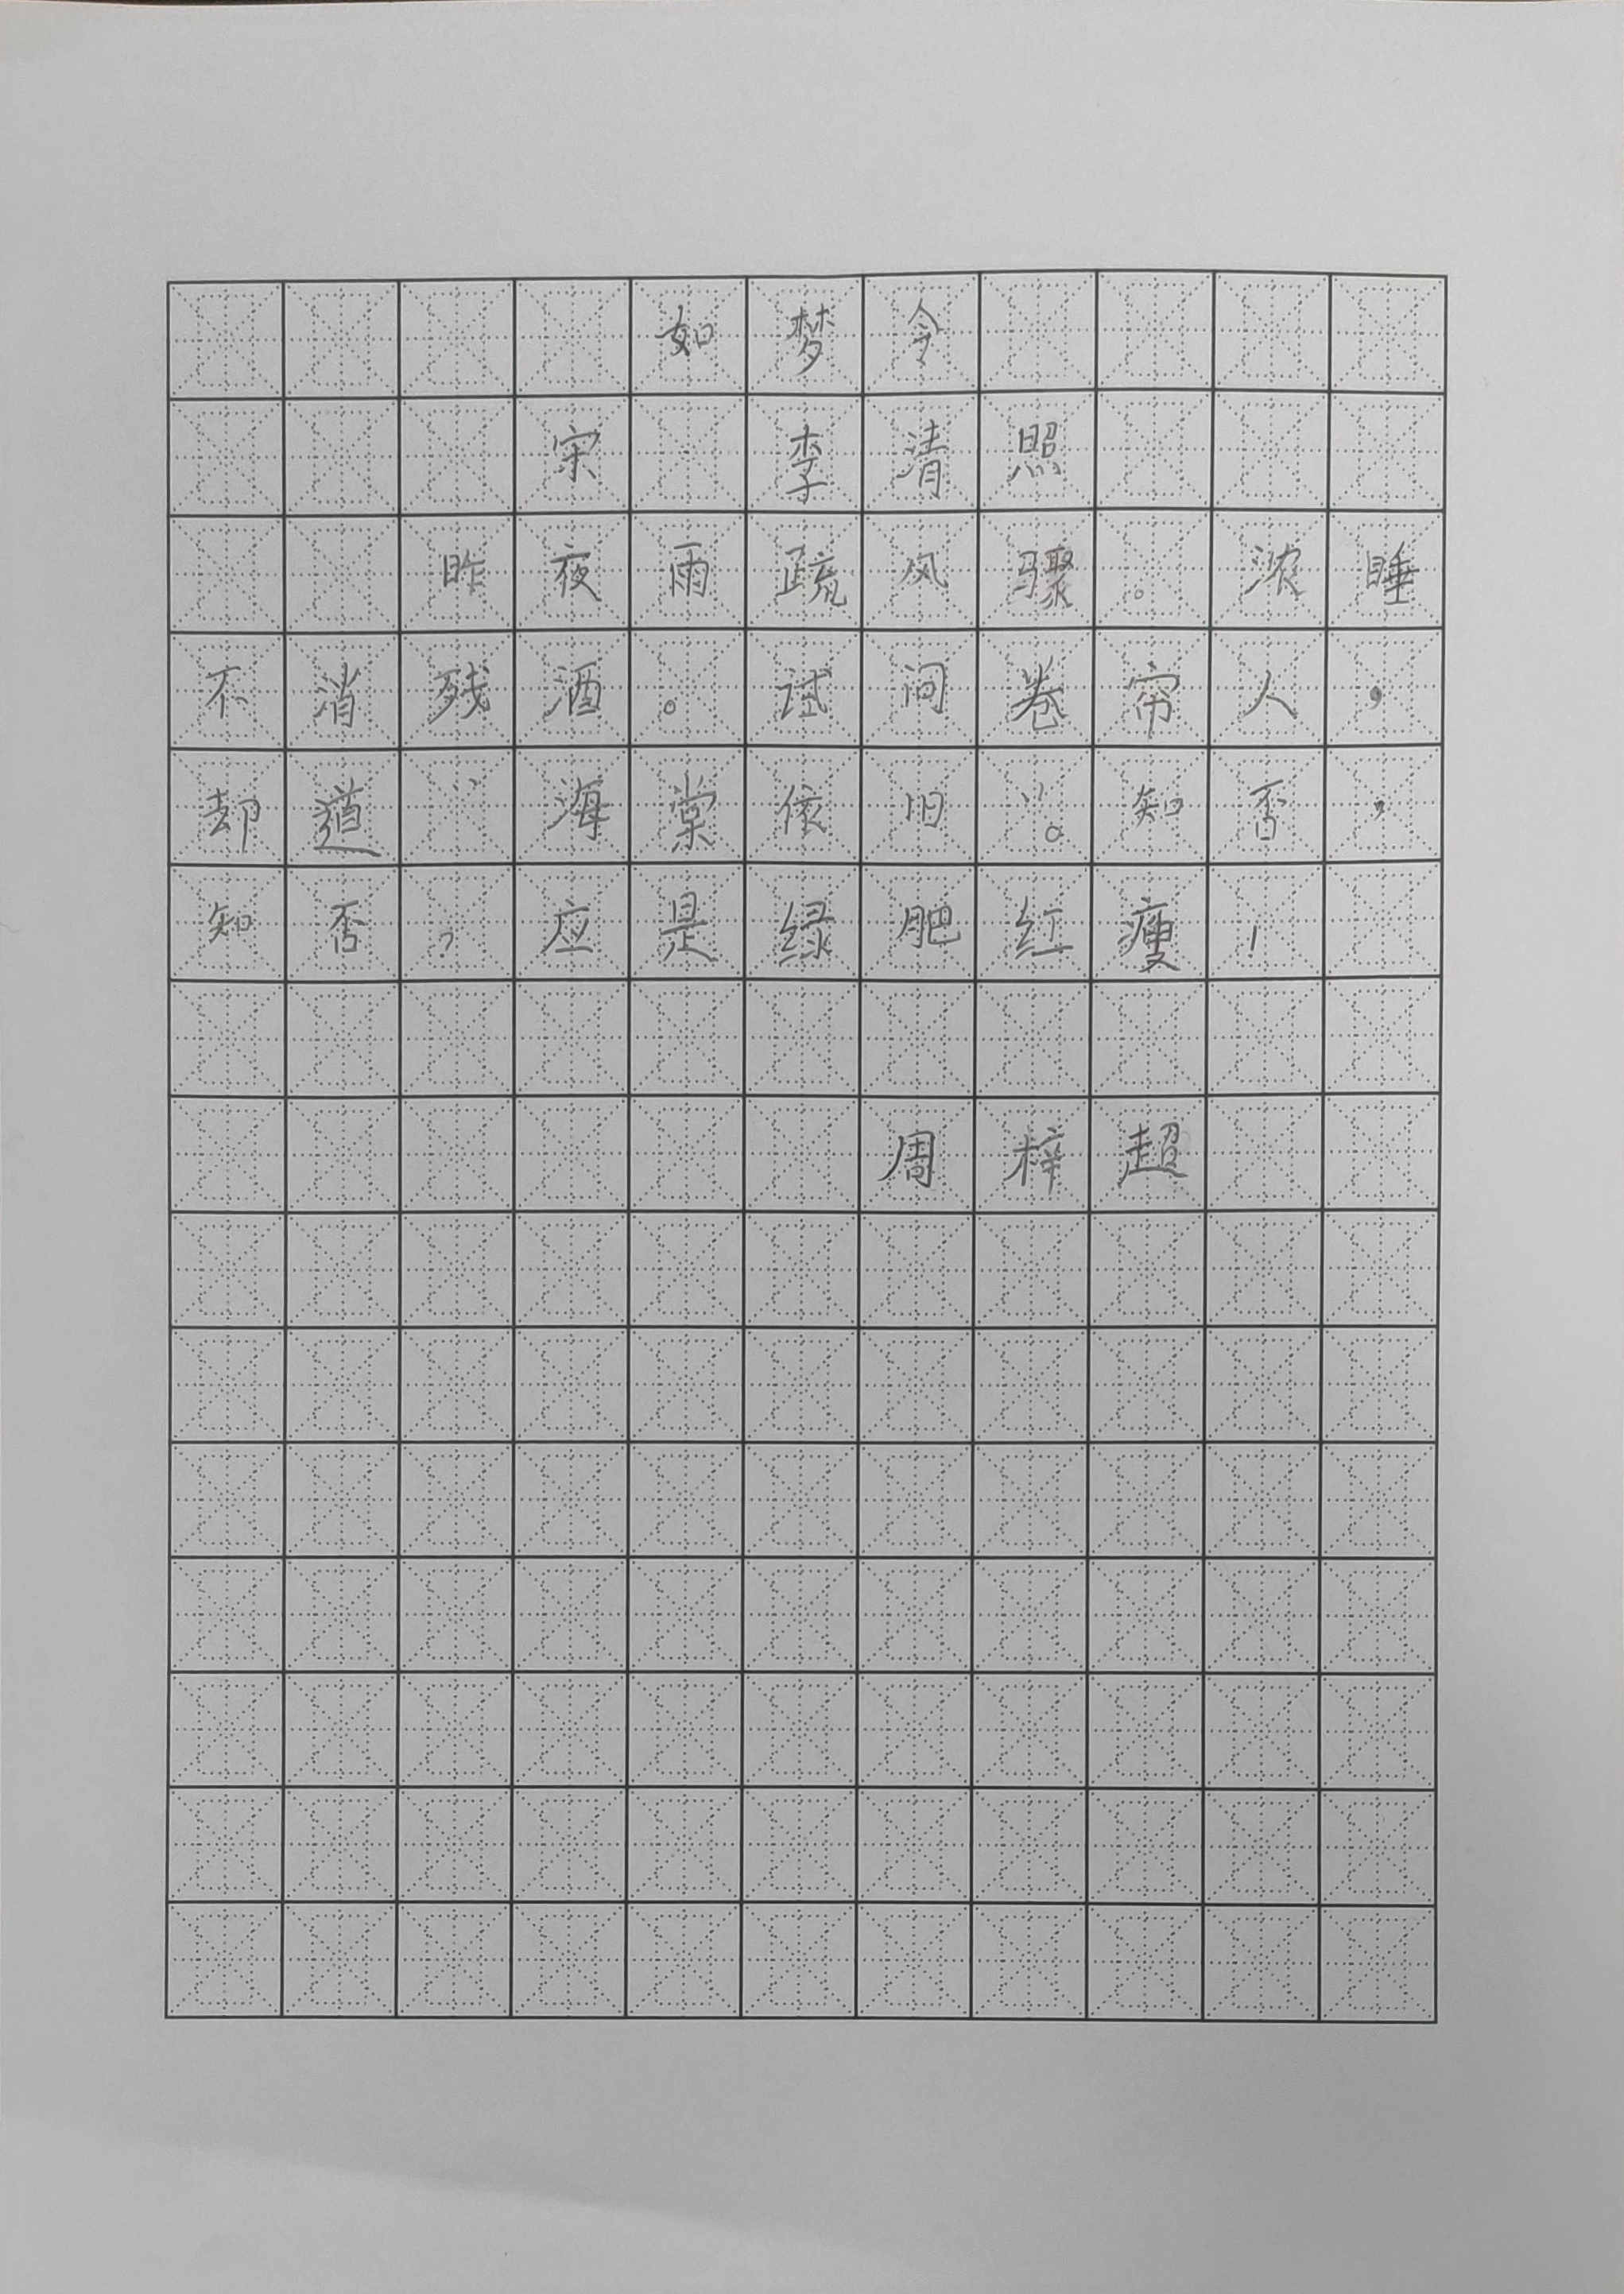 如梦令
宋 李清照
昨夜雨疏风骤。浓睡
不消残酒。试问卷帘人，
却道“海棠依旧”。知否，
知否？应是绿肥红瘦！
周梓超